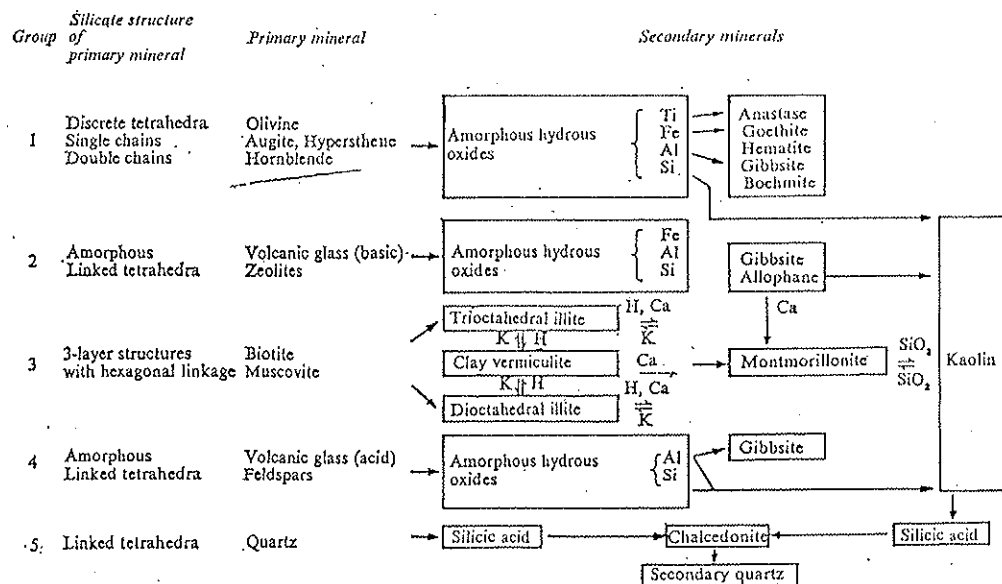 Silicate structure
Group of Primary mineral Secondary minerals
primary mineral
Discrete tetrahedra Olivine
1 Single chains Augite, Hypersthene
Double chains Hornblende
Amorphous hydrous
oxides
Ti
Fe
Al
Si
Anastase
Goethite
Hematite
Gibbsite
Boehmite
2 Amorphous Volcanic glass (basic)
Linked tetrahedra Zeolites
Amorphous hydrous
oxides
Fe
Al
Si
Gibbsite
Allophane
Ca
3 3-layer structures Biotite
with hexagonal linkage Muscovite
Trioctahedral illite
H, Ca
K
K H
Clay vermiculite
Ca
K H
Dioctahedral illite
H, Ca
K
Montmorillonite
SiO₂
SiO₂
Kaolin
4 Amorphous Volcanic glass (acid)
Linked tetrahedra Feldspars
Amorphous hydrous
oxides
Al
Si
Gibbsite
5. Linked tetrahedra Quartz
Silicic acid
Chalcedonite
Silicic acid
Secondary quartz